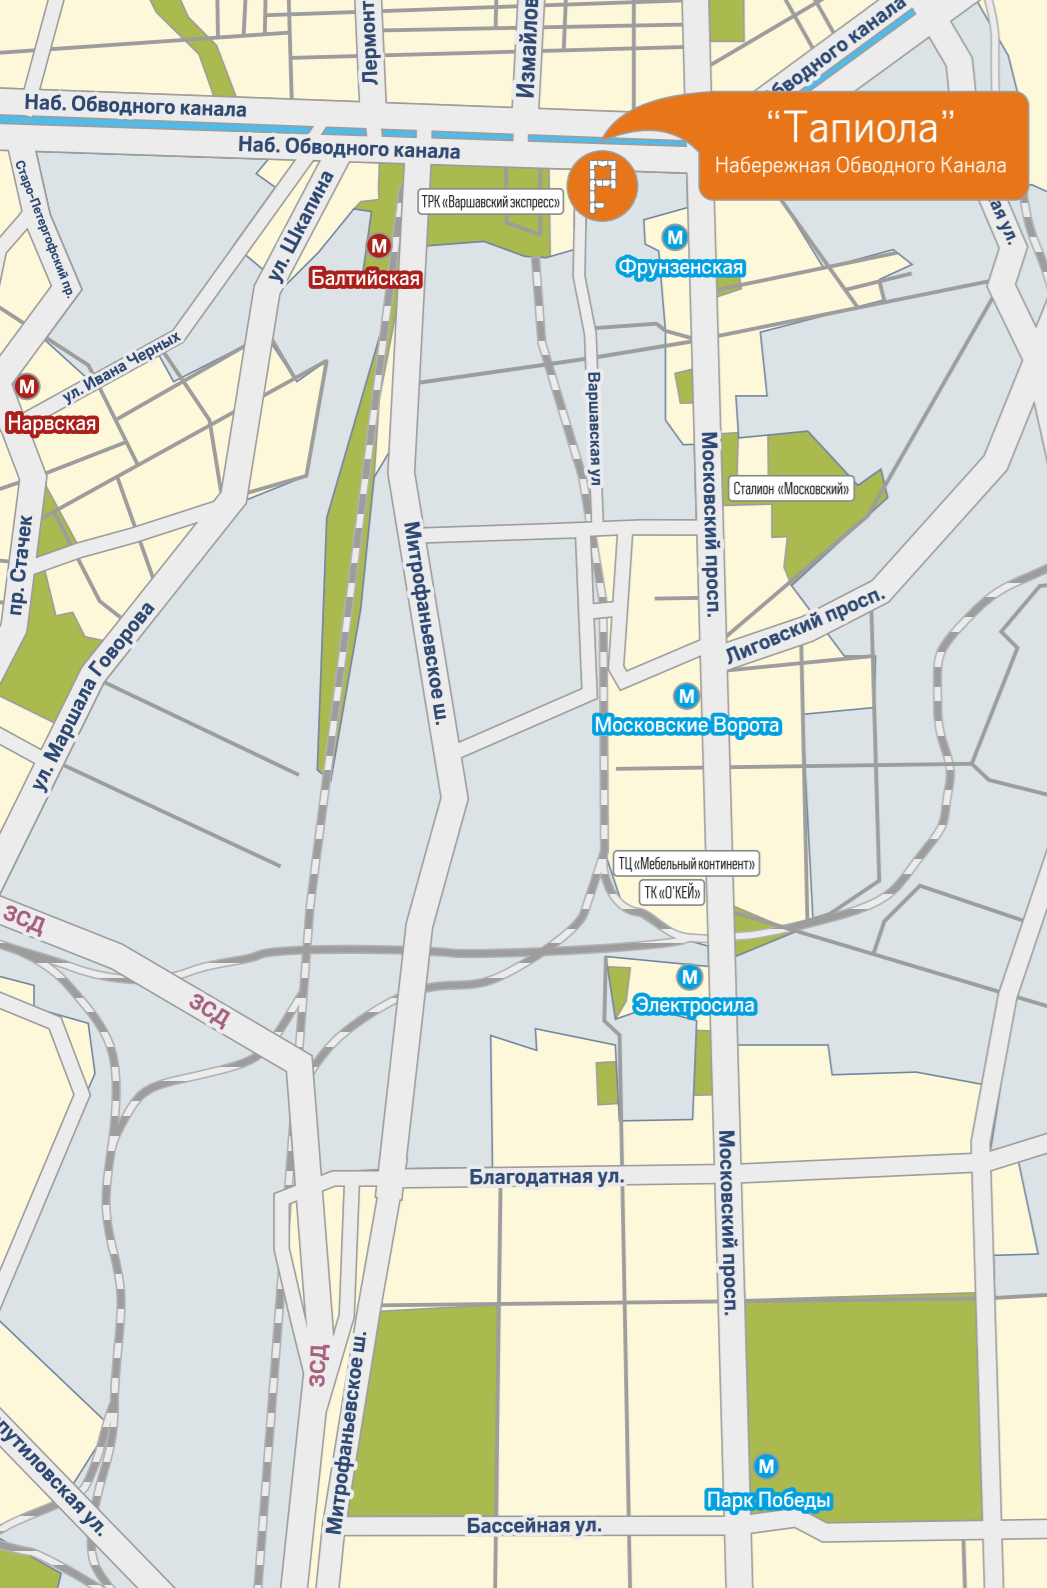 Лермонт
Измайлов
Обводного канала
Наб. Обводного канала
"Тапиола"
Набережная Обводного Канала
Наб. Обводного канала
Старо-Петергофский пр.
ул. Шкапина
ТРК «Варшавский экспресс»
ая ул.
М
Балтийская
М
Фрунзенская
ул. Ивана Черных
М
Нарвская
Варшавская ул
Московский просп.
Сталион «Московский»
пр. Стачек
Митрофаньевское ш.
Лиговский просп.
ул. Маршала Говорова
М
Московские Ворота
ТЦ «Мебельный континент»
ТК «О'КЕЙ»
ЗСД
ЗСД
М
Электросила
Московский просп.
Благодатная ул.
ЗСД
Митрофаньевское ш.
путиловская ул.
М
Парк Победы
Бассейная ул.